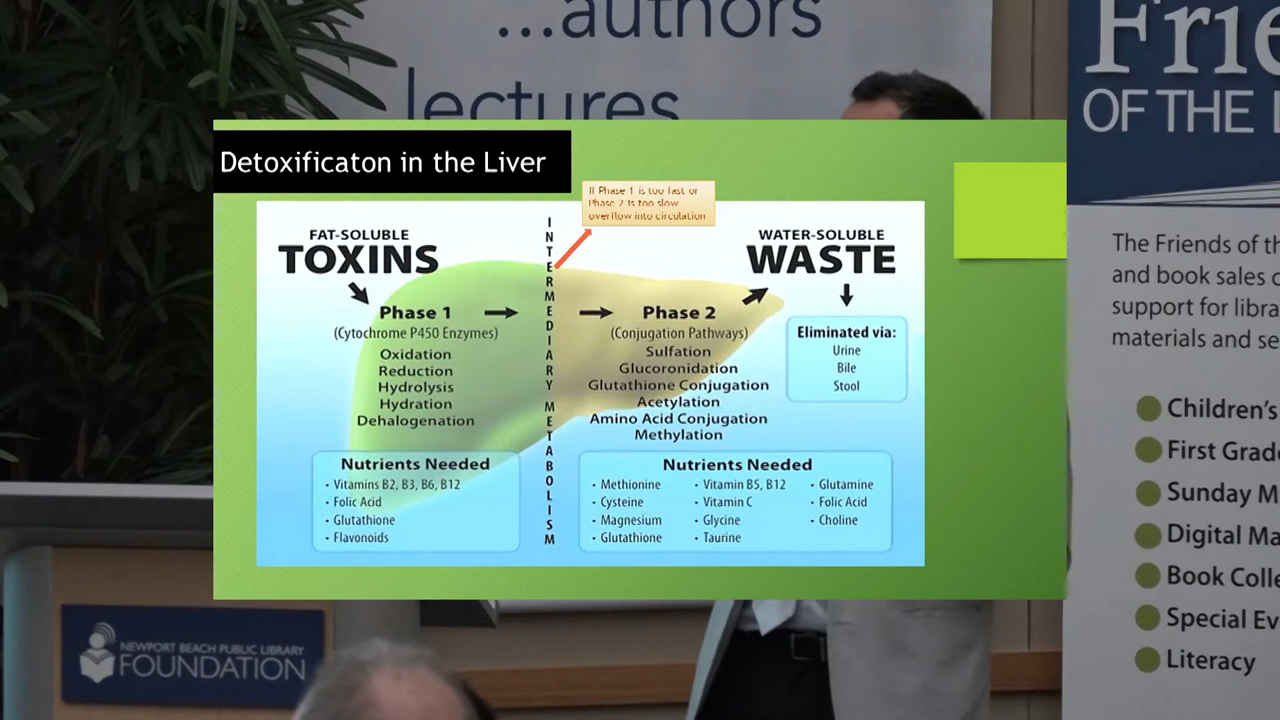 ...authors
lectures
Frie
OF THE
Detoxificaton in the Liver
If Phase 1 is too fast or
Phase 2 is too slow
overflow into circulation
FAT-SOLUBLE
TOXINS
Phase 1
(Cytochrome P450 Enzymes)
Oxidation
Reduction
Hydrolysis
Hydration
Dehalogenation
INTERMEDIARY METABOLISM
Phase 2
(Conjugation Pathways)
Sulfation
Glucoronidation
Glutathione Conjugation
Acetylation
Amino Acid Conjugation
Methylation
WATER-SOLUBLE
WASTE
Eliminated via:
Urine
Bile
Stool
Nutrients Needed
• Vitamins B2, B3, B6, B12
• Folic Acid
• Glutathione
• Flavonoids
Nutrients Needed
• Methionine
• Cysteine
• Magnesium
• Glutathione
• Vitamin B5, B12
• Vitamin C
• Glycine
• Taurine
• Glutamine
• Folic Acid
• Choline
The Friends of th
and book sales
support for libra
materials and se
Children's
First Grad
Sunday M
Digital Ma
Book Colle
Special Ev
Literacy
NEWPORT BEACH PUBLIC LIBRARY
FOUNDATION